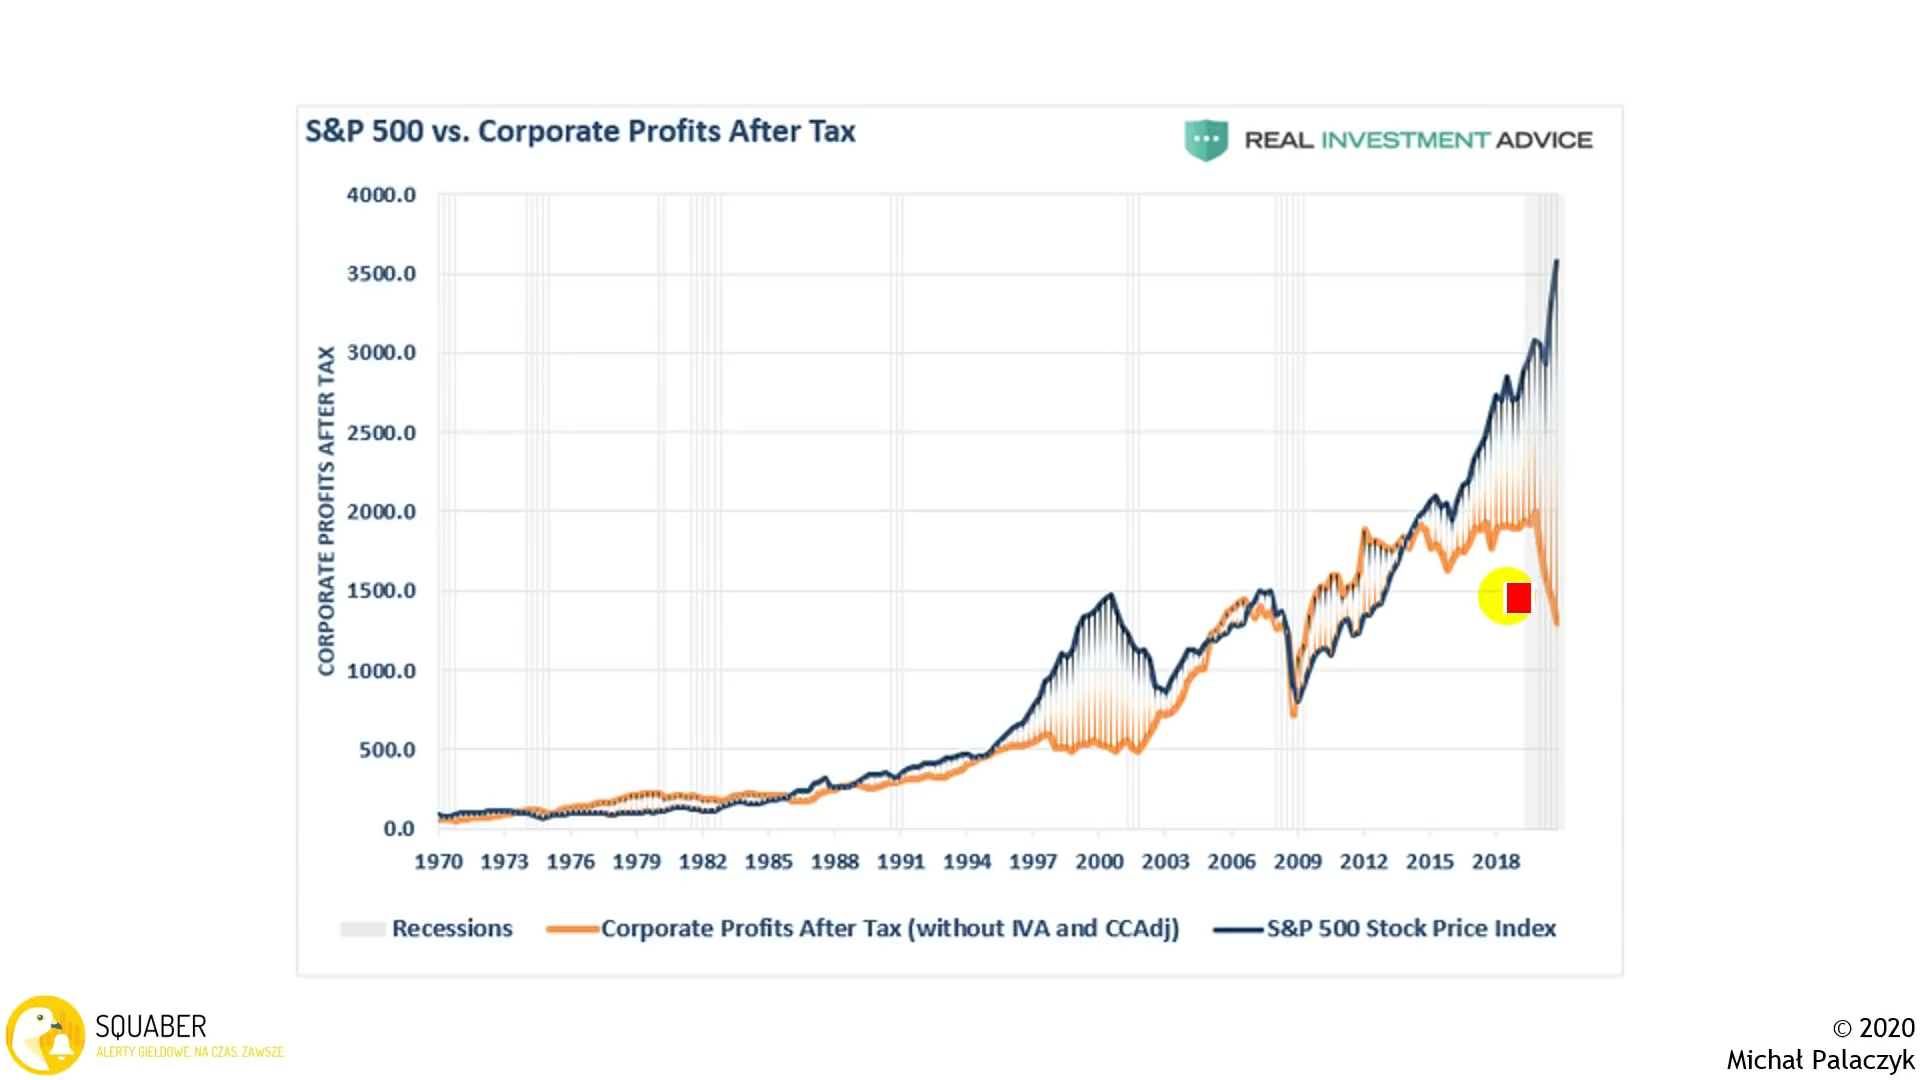 S&P 500 vs. Corporate Profits After Tax
REAL INVESTMENT ADVICE
CORPORATE PROFITS AFTER TAX
4000.0
3500.0
3000.0
2500.0
2000.0
1500.0
1000.0
500.0
0.0
1970 1973 1976 1979 1982 1985 1988 1991 1994 1997 2000 2003 2006 2009 2012 2015 2018
Recessions Corporate Profits After Tax (without IVA and CCAdj) S&P 500 Stock Price Index
SQUABER
ALERTY GIEŁDOWE. NA CZAS. ZAWSZE.
© 2020
Michał Palaczyk